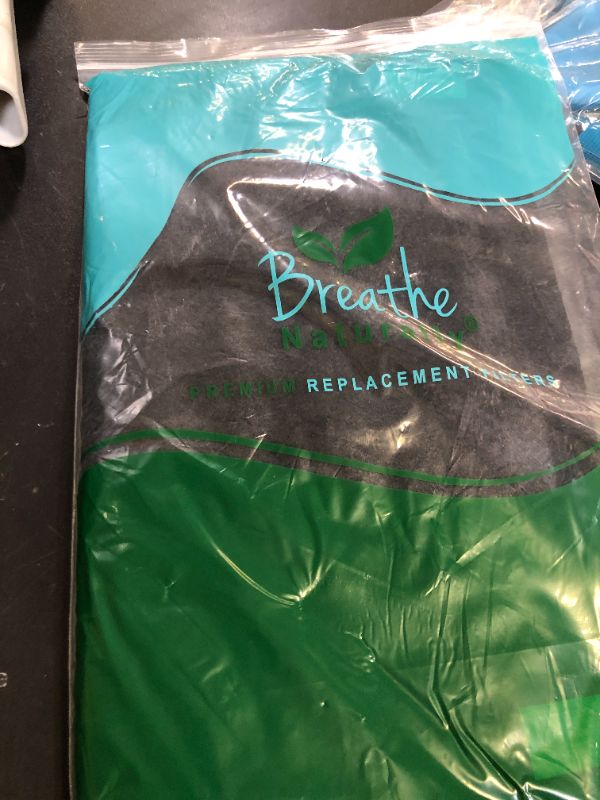 Breathe
Naturally®
PREMIUM REPLACEMENT FILTERS